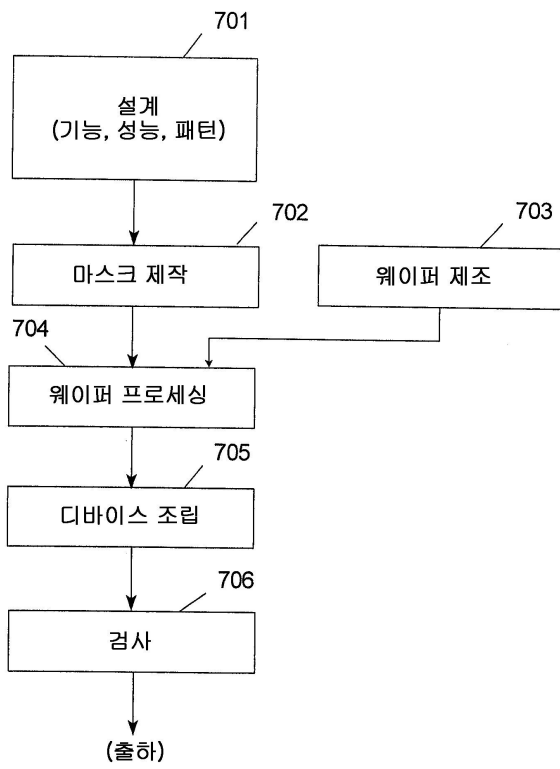 701
설계
(기능, 성능, 패턴)
702
703
마스크 제작
웨이퍼 제조
704
웨이퍼 프로세싱
705
디바이스 조립
706
검사
(출하)